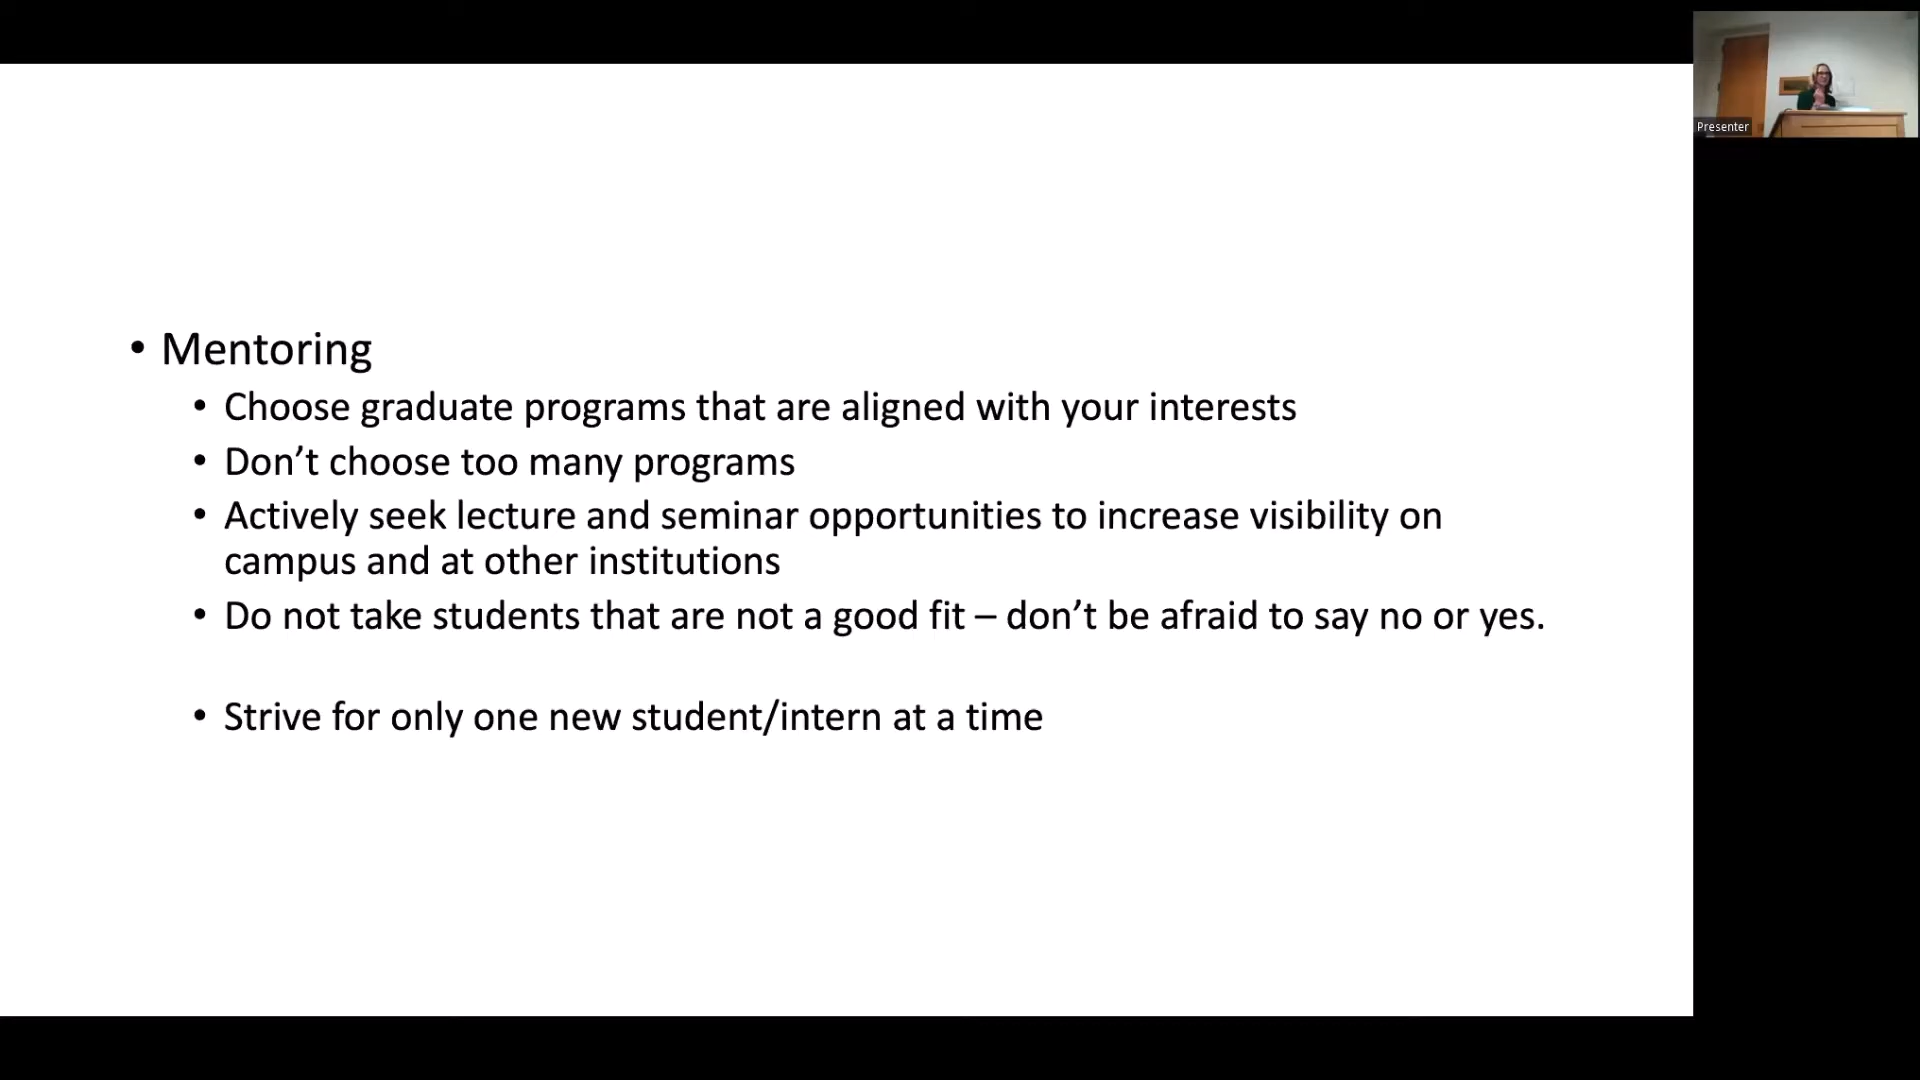 • Mentoring
• Choose graduate programs that are aligned with your interests
• Don’t choose too many programs
• Actively seek lecture and seminar opportunities to increase visibility on
campus and at other institutions
• Do not take students that are not a good fit – don’t be afraid to say no or yes.
• Strive for only one new student/intern at a time
Presenter